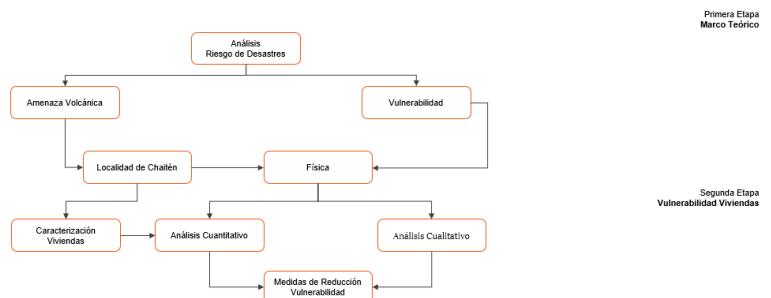 Primera Etapa
Marco Teórico
Análisis
Riesgo de Desastres
Amenaza Volcánica
Vulnerabilidad
Localidad de Chaitén
Física
Segunda Etapa
Vulnerabilidad Viviendas
Caracterización
Viviendas
Análisis Cuantitativo
Análisis Cualitativo
Medidas de Reducción
Vulnerabilidad